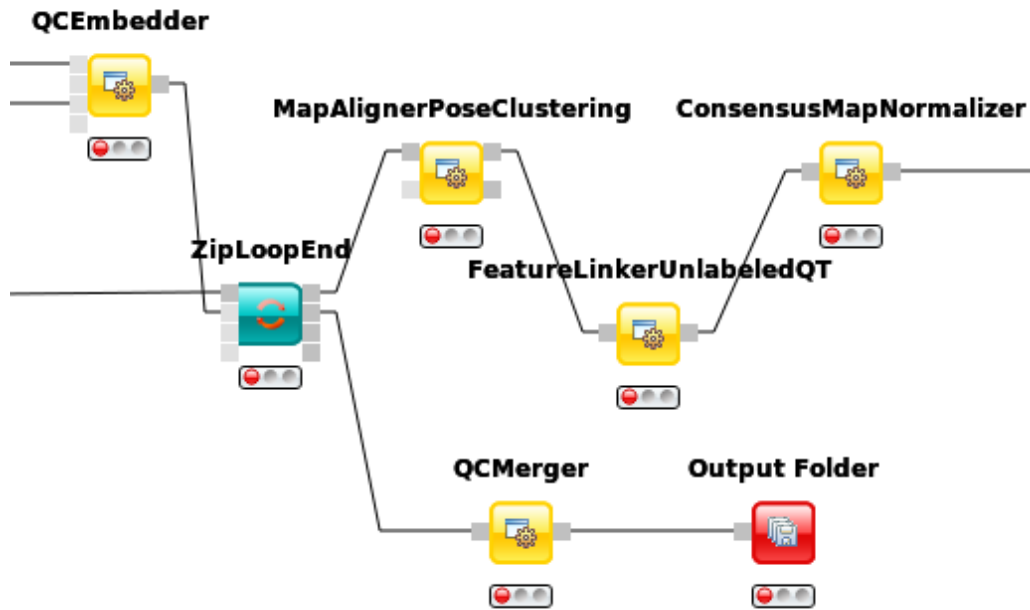 QCEmbedder
MapAlignerPoseClustering
ConsensusMapNormalizer
ZipLoopEnd
FeatureLinkerUnlabeledQT
QCMerger
Output Folder